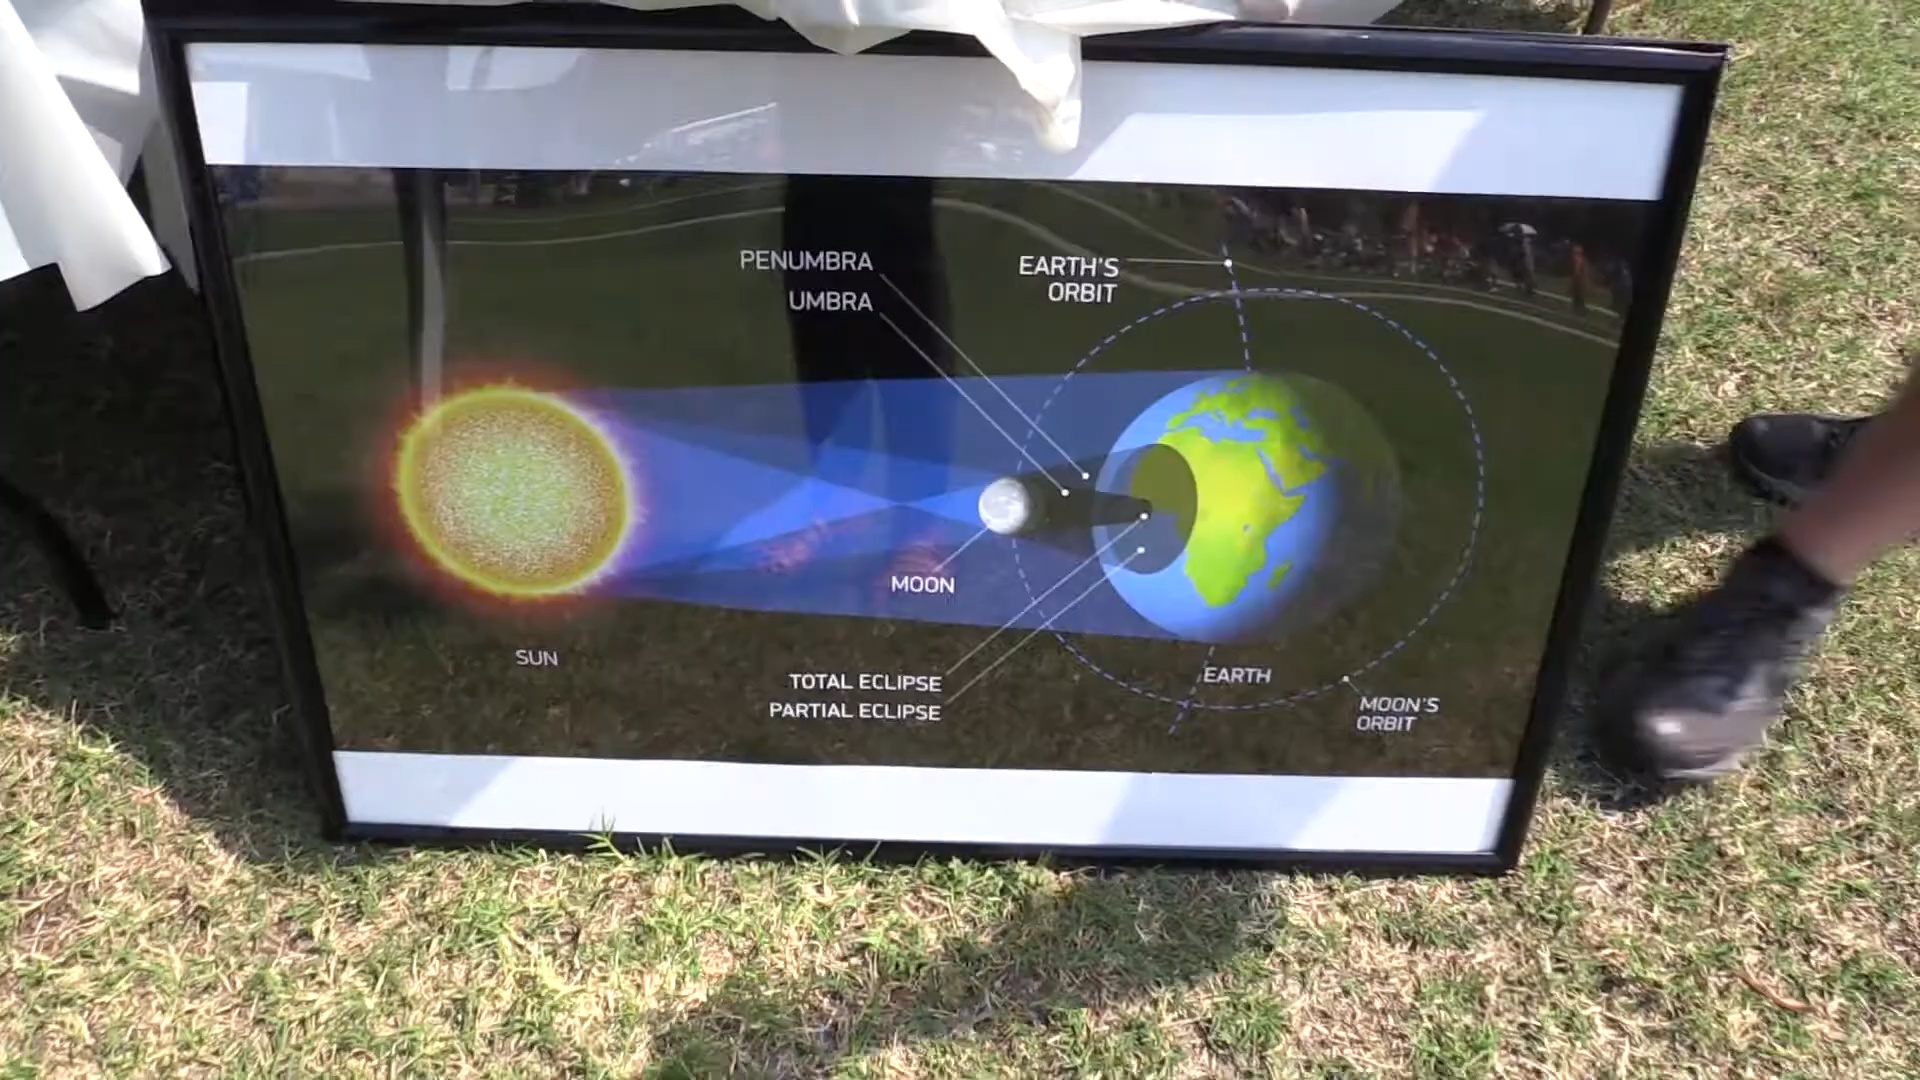 PENUMBRA
UMBRA
EARTH'S
ORBIT
MOON
SUN
TOTAL ECLIPSE
PARTIAL ECLIPSE
EARTH
MOON'S
ORBIT